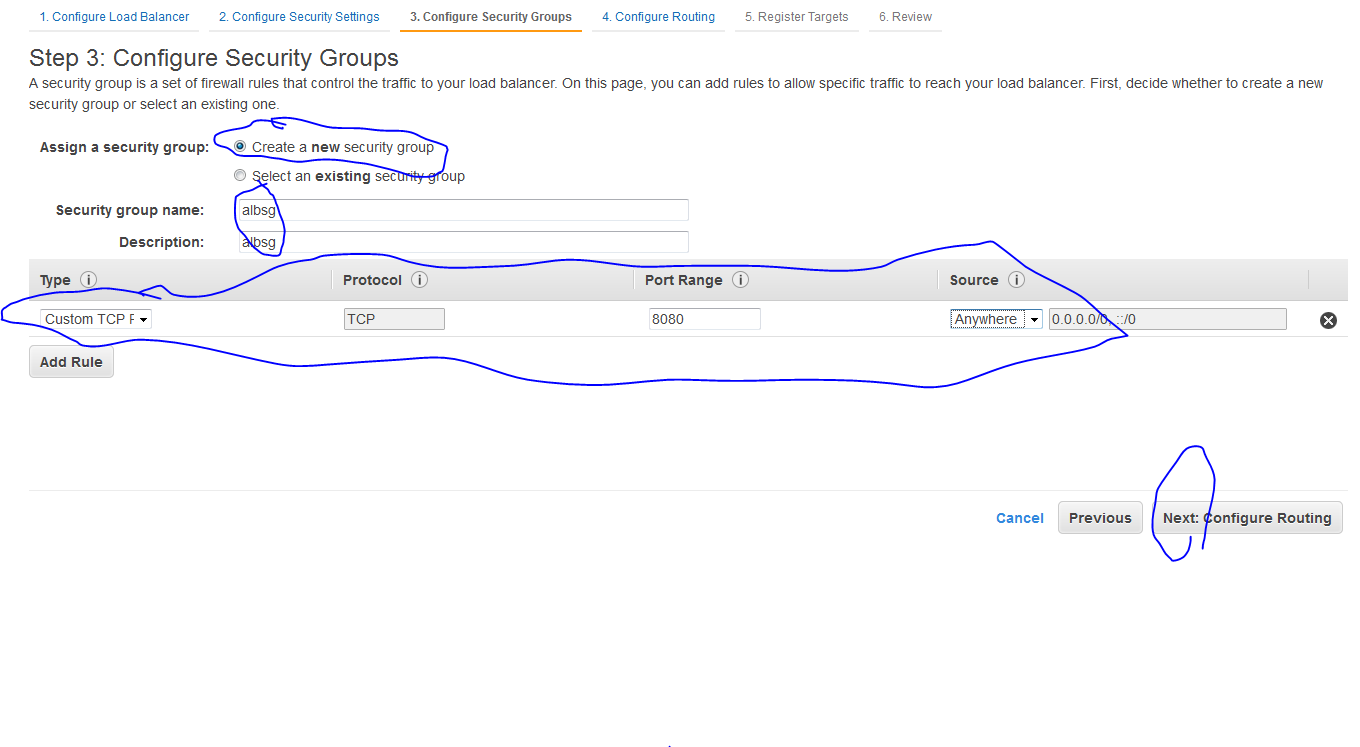 1. Configure Load Balancer 2. Configure Security Settings 3. Configure Security Groups 4. Configure Routing 5. Register Targets 6. Review
Step 3: Configure Security Groups
A security group is a set of firewall rules that control the traffic to your load balancer. On this page, you can add rules to allow specific traffic to reach your load balancer. First, decide whether to create a new
security group or select an existing one.
Assign a security group: Create a new security group
Select an existing security group
Security group name: albsg
Description: albsg
Type i Protocol i Port Range i Source i
Custom TCP F TCP 8080 Anywhere 0.0.0.0/0, ::/0
Add Rule
Cancel Previous Next: Configure Routing